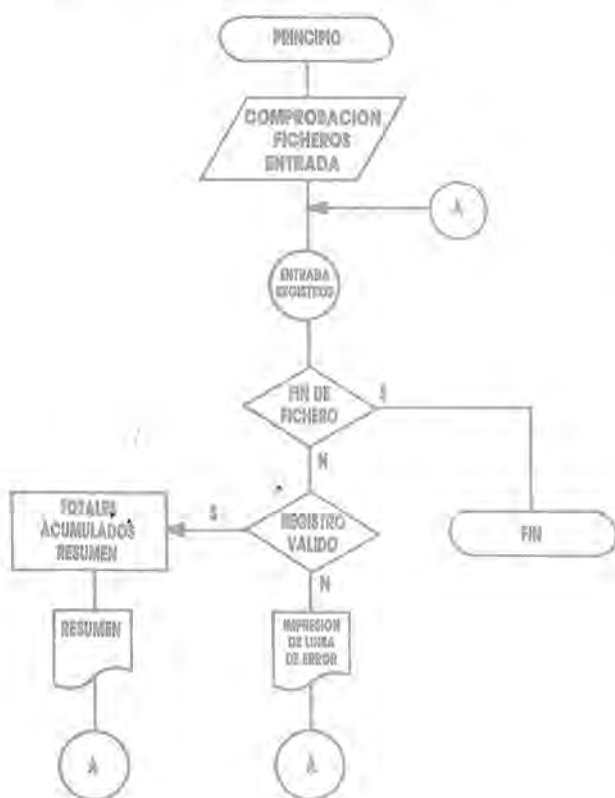 PRINCIPIO
COMPROBACION
FICHEROS
ENTRADA
A
ENTRADA
REGISTROS
FIN DE
FICHERO
S
N
TOTALES
ACUMULADOS
RESUMEN
S
REGISTRO
VALIDO
FIN
N
RESUMEN
IMPRESION
DE LINEA
DE ERROR
A
A